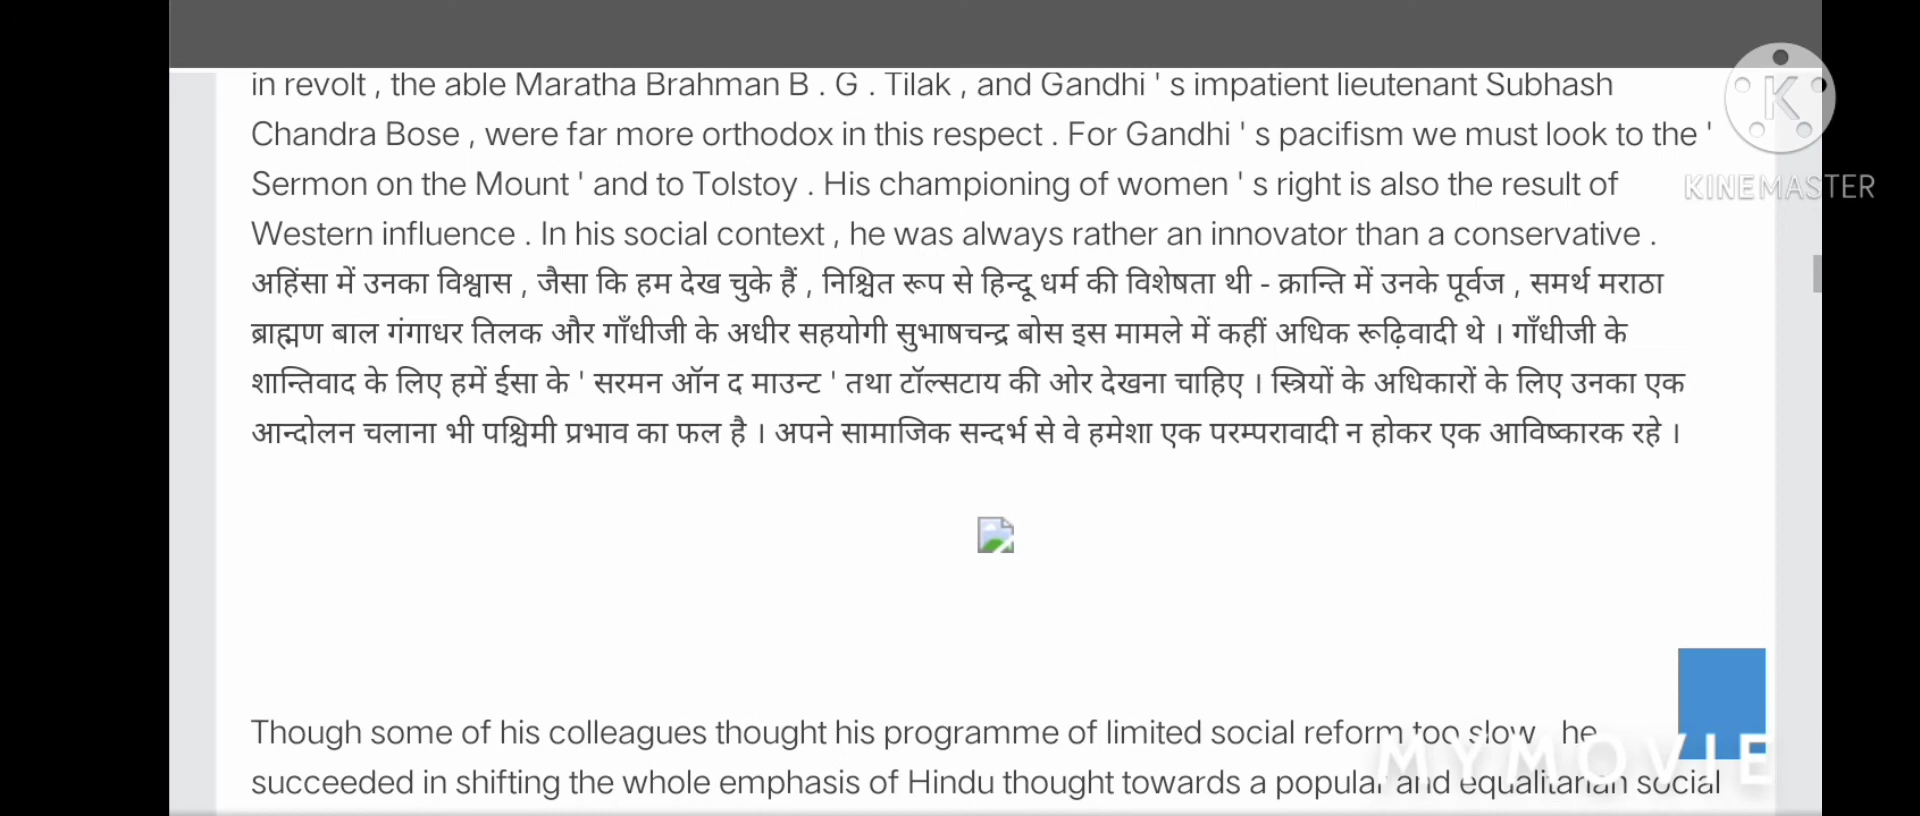 in revolt , the able Maratha Brahman B . G . Tilak , and Gandhi ' s impatient lieutenant Subhash
Chandra Bose , were far more orthodox in this respect . For Gandhi ' s pacifism we must look to the '
Sermon on the Mount ' and to Tolstoy . His championing of women ' s right is also the result of
Western influence . In his social context , he was always rather an innovator than a conservative .
अहिंसा में उनका विश्वास , जैसा कि हम देख चुके हैं , निश्चित रूप से हिन्दू धर्म की विशेषता थी - क्रान्ति में उनके पूर्वज , समर्थ मराठा
ब्राह्मण बाल गंगाधर तिलक और गाँधीजी के अधीर सहयोगी सुभाषचन्द्र बोस इस मामले में कहीं अधिक रूढ़िवादी थे । गाँधीजी के
शान्तिवाद के लिए हमें ईसा के ' सरमन ऑन द माउन्ट ' तथा टॉल्सटाय की ओर देखना चाहिए । स्त्रियों के अधिकारों के लिए उनका एक
आन्दोलन चलाना भी पश्चिमी प्रभाव का फल है । अपने सामाजिक सन्दर्भ से वे हमेशा एक परम्परावादी न होकर एक आविष्कारक रहे ।
Though some of his colleagues thought his programme of limited social reform too slow , he
succeeded in shifting the whole emphasis of Hindu thought towards a popular and equalitarian social
K
KINEMASTER
MYMOVIE